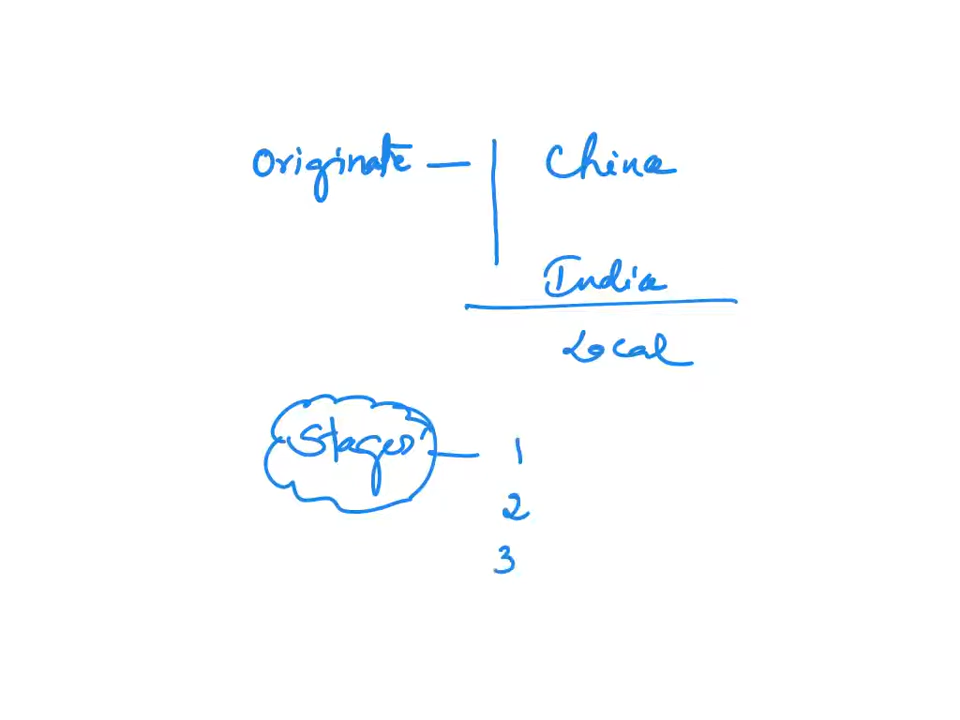 Originate — China
India
Local
Stages — 1
2
3